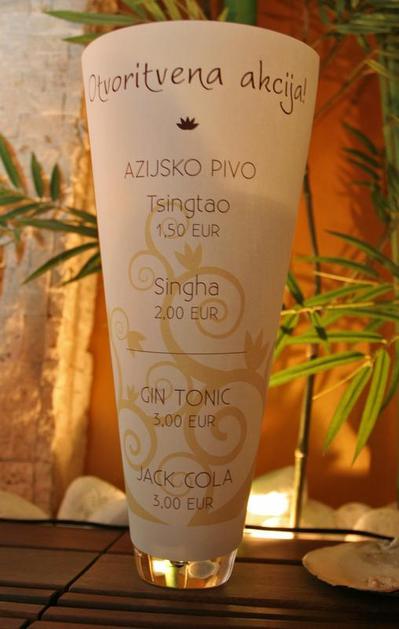 Otvoritvena akcija!
AZIJSKO PIVO
Tsingtao
1,50 EUR
Singha
2,00 EUR
GIN TONIC
3,00 EUR
JACK COLA
3,00 EUR